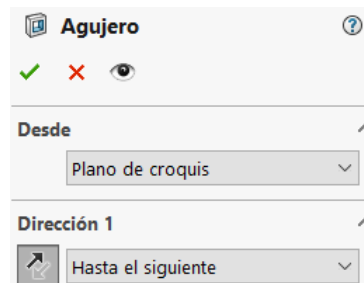 Agujero
Desde
Plano de croquis
Dirección 1
Hasta el siguiente